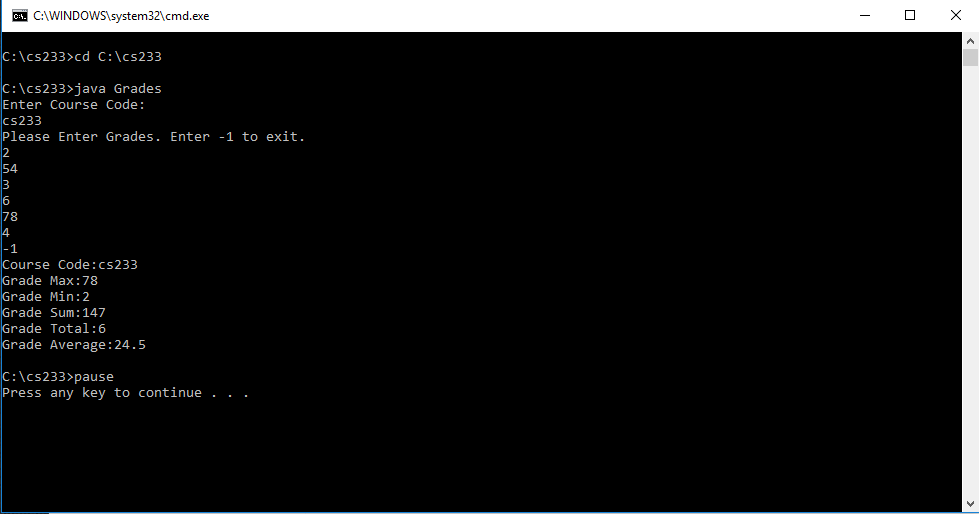 C:\WINDOWS\system32\cmd.exe
C:\cs233>cd C:\cs233
C:\cs233>java Grades
Enter Course Code:
cs233
Please Enter Grades. Enter -1 to exit.
2
54
3
6
78
4
-1
Course Code:cs233
Grade Max:78
Grade Min:2
Grade Sum:147
Grade Total:6
Grade Average:24.5
C:\cs233>pause
Press any key to continue . . .